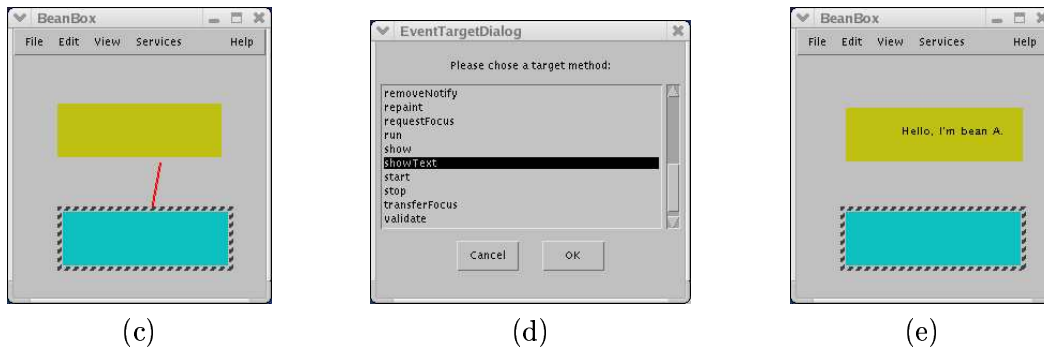 BeanBox
File Edit View Services Help
(c)
EventTargetDialog
Please chose a target method:
removeNotify
repaint
requestFocus
run
show
showText
start
stop
transferFocus
validate
Cancel OK
(d)
BeanBox
File Edit View Services Help
Hello, I'm bean A.
(e)